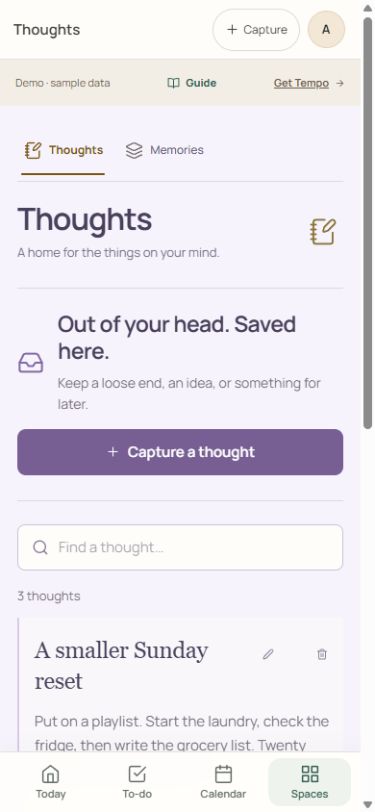 Thoughts
+ Capture
A
Demo · sample data
Guide
Get Tempo →
Thoughts
Memories
Thoughts
A home for the things on your mind.
Out of your head. Saved
here.
Keep a loose end, an idea, or something for
later.
+ Capture a thought
Find a thought...
3 thoughts
A smaller Sunday
reset
Put on a playlist. Start the laundry, check the
fridge, then write the grocery list. Twenty
Today
To-do
Calendar
Spaces